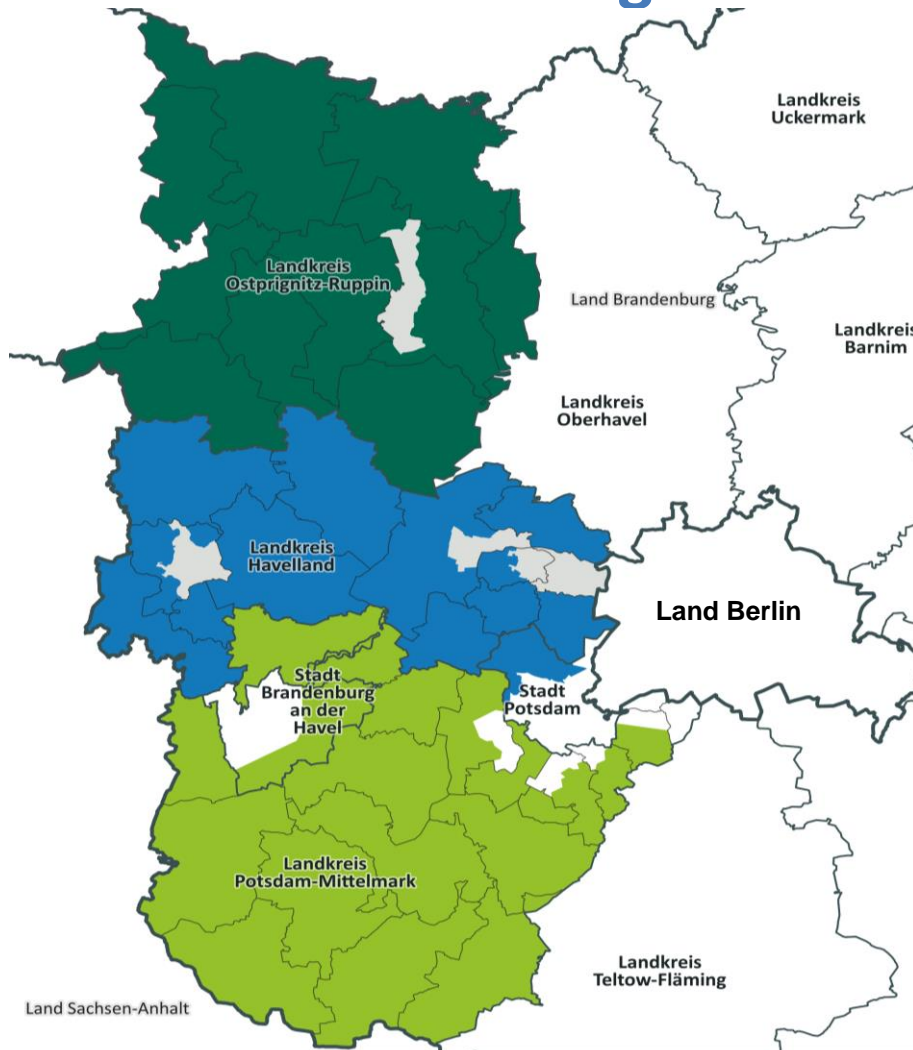 Landkreis
Uckermark
Landkreis
Ostprignitz-Ruppin
Land Brandenburg
Landkreis
Barnim
Landkreis
Oberhavel
Landkreis
Havelland
Land Berlin
Stadt
Brandenburg
an der
Havel
Stadt
Potsdam
Landkreis
Potsdam-Mittelmark
Landkreis
Teltow-Fläming
Land Sachsen-Anhalt